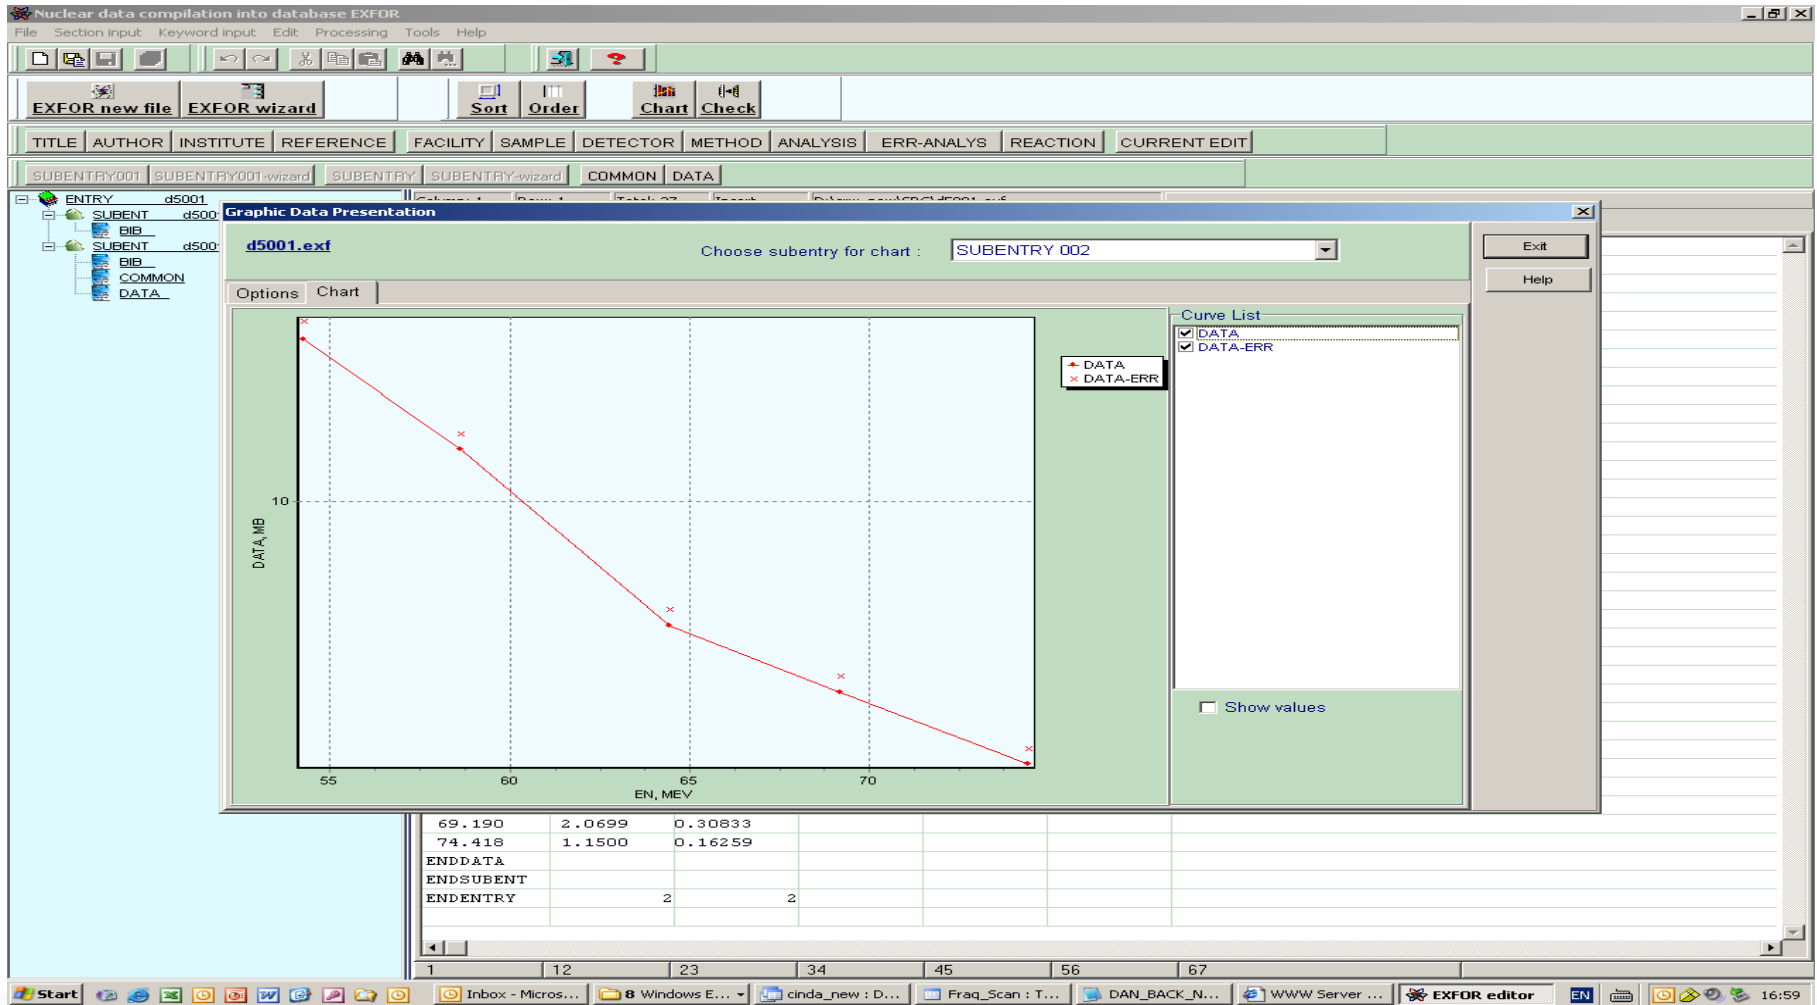 Nuclear data compilation into database EXFOR
File Section input Keyword input Edit Processing Tools Help
EXFOR new file EXFOR wizard Sort Order Chart Check
TITLE AUTHOR INSTITUTE REFERENCE FACILITY SAMPLE DETECTOR METHOD ANALYSIS ERR-ANALYS REACTION CURRENT EDIT
SUBENTRY001 SUBENTRY001-wizard SUBENTRY SUBENTRY-wizard COMMON DATA
ENTRY d5001
SUBENT d500
BIB
SUBENT d500
BIB
COMMON
DATA
Graphic Data Presentation
d5001.exf
Choose subentry for chart : SUBENTRY 002
Exit
Help
Options Chart
10
DATA, MB
55 60 65 70
EN, MEV
DATA
DATA-ERR
Curve List
DATA
DATA-ERR
Show values
69.190 2.0699 0.30833
74.418 1.1500 0.16259
ENDDATA
ENDSUBENT
ENDENTRY 2 2
1 12 23 34 45 56 67
Start Inbox - Micros... 8 Windows E... cinda_new : D... Fraq_Scan : T... DAN_BACK_N... WWW Server ... EXFOR editor EN 16:59